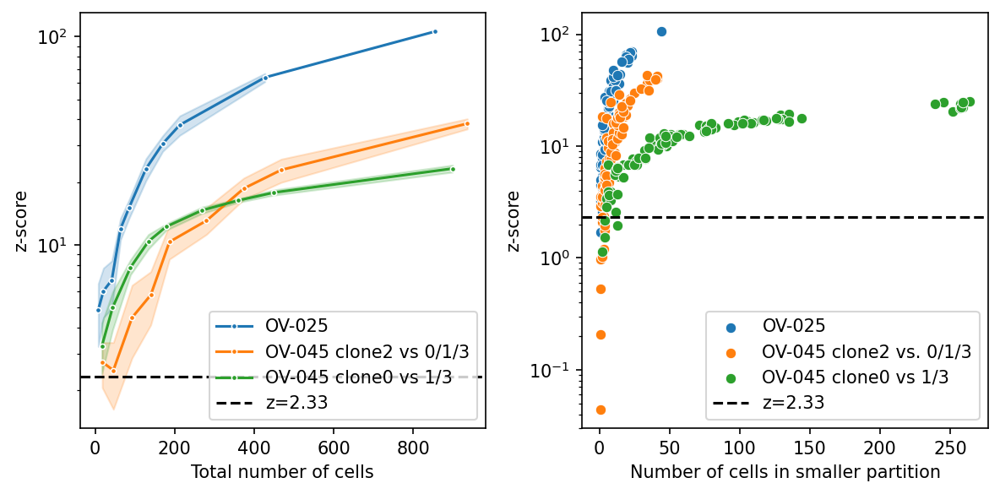 10²
10¹
z-score
0
200
400
600
800
Total number of cells
OV-025
OV-045 clone2 vs 0/1/3
OV-045 clone0 vs 1/3
z=2.33
10²
10¹
10⁰
10⁻¹
z-score
0
50
100
150
200
250
Number of cells in smaller partition
OV-025
OV-045 clone2 vs. 0/1/3
OV-045 clone0 vs 1/3
z=2.33